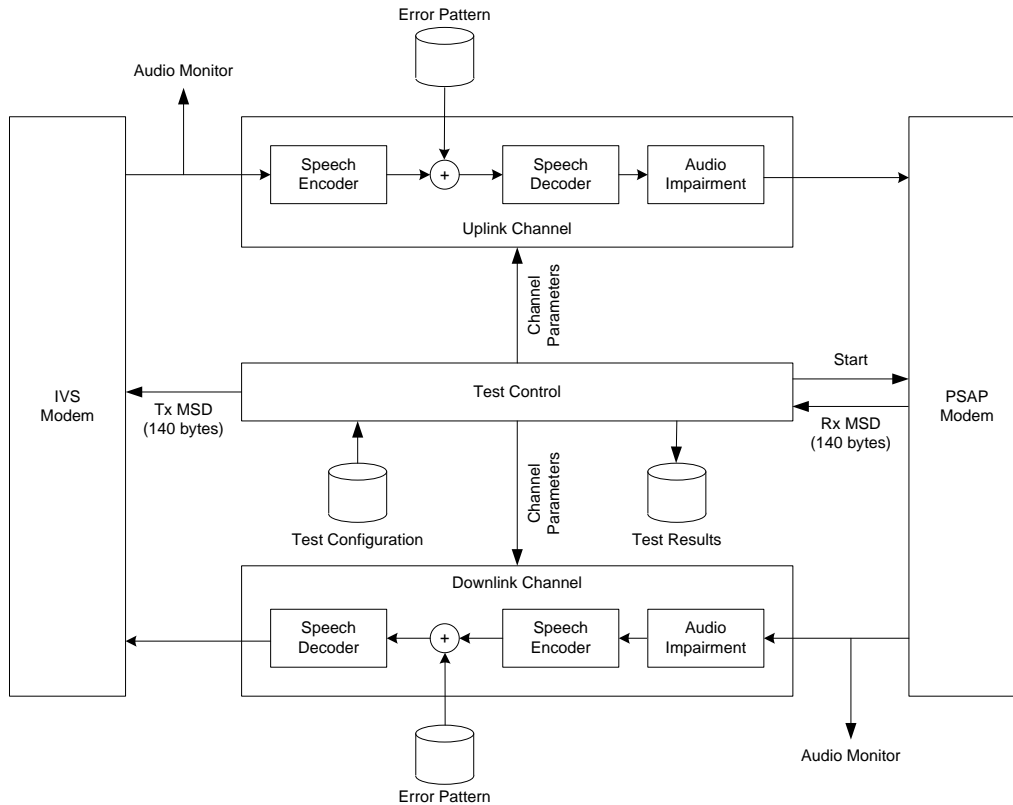 Error Pattern
Audio Monitor
Speech
Encoder
+
Speech
Decoder
Audio
Impairment
Uplink Channel
Channel
Parameters
IVS
Modem
Test Control
Start
PSAP
Modem
Tx MSD
(140 bytes)
Rx MSD
(140 bytes)
Channel
Parameters
Test Configuration
Test Results
Downlink Channel
Speech
Decoder
+
Speech
Encoder
Audio
Impairment
Audio Monitor
Error Pattern